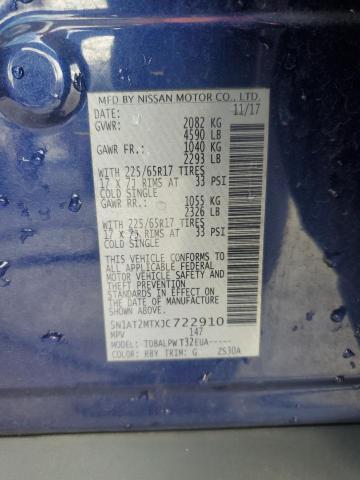 MFD BY NISSAN MOTOR CO., LTD.
DATE: 11/17
GVWR: 2082 KG
4590 LB
GAWR FR: 1040 KG
2293 LB
WITH 225/65R17 TIRES
17 X 7J RIMS AT 33 PSI
COLD SINGLE
GAWR RR: 1055 KG
2326 LB
WITH 225/65R17 TIRES
17 X 7J RIMS AT 33 PSI
COLD SINGLE
THIS VEHICLE CONFORMS TO
ALL APPLICABLE FEDERAL
MOTOR VEHICLE SAFETY AND
THEFT PREVENTION
STANDARDS IN EFFECT ON
THE DATE OF MANUFACTURE
SHOWN ABOVE.
5N1AT2MTXJC722910
MPV 147
MODEL: TDBALPW T32EUA-----
COLOR: RBY TRIM: G ZS30A